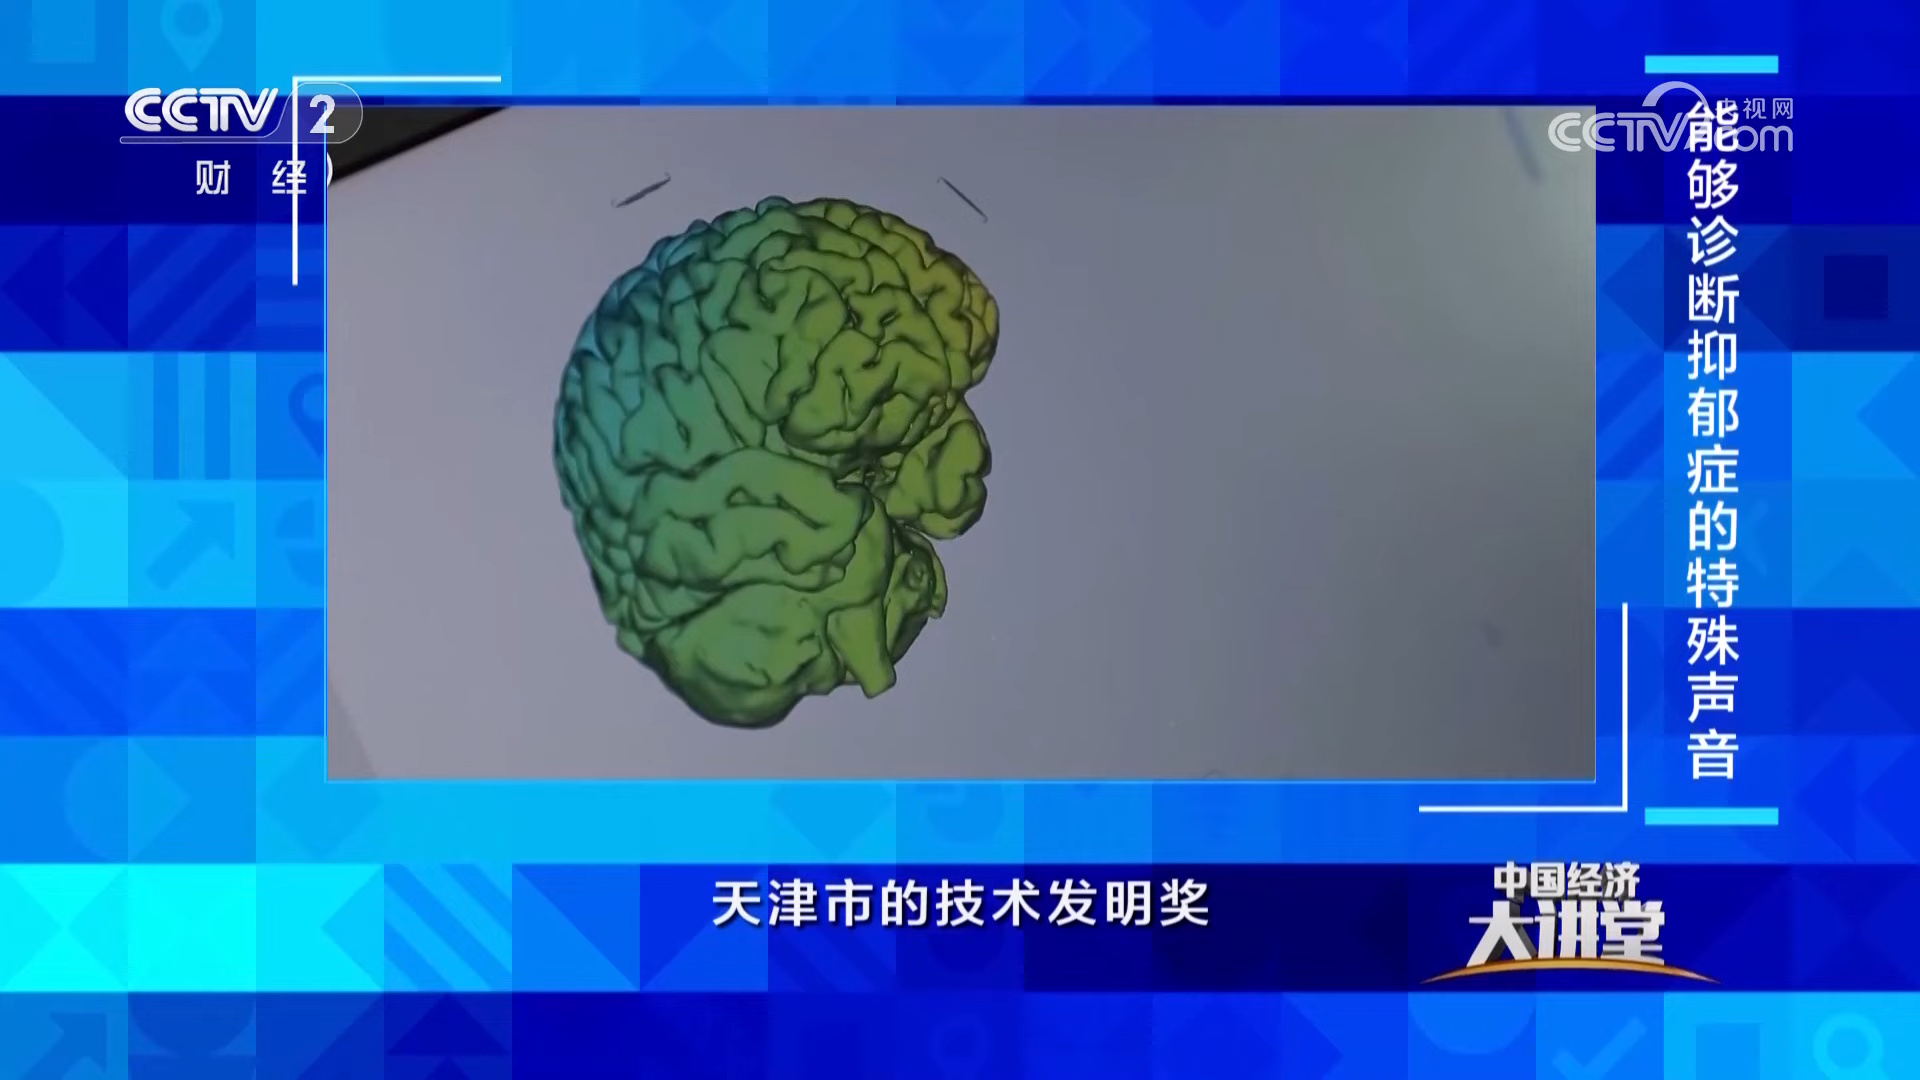 CCTV 2
财经
央视网
CCTV.com
能够诊断抑郁症的特殊声音
天津市的技术发明奖
中国经济
大讲堂